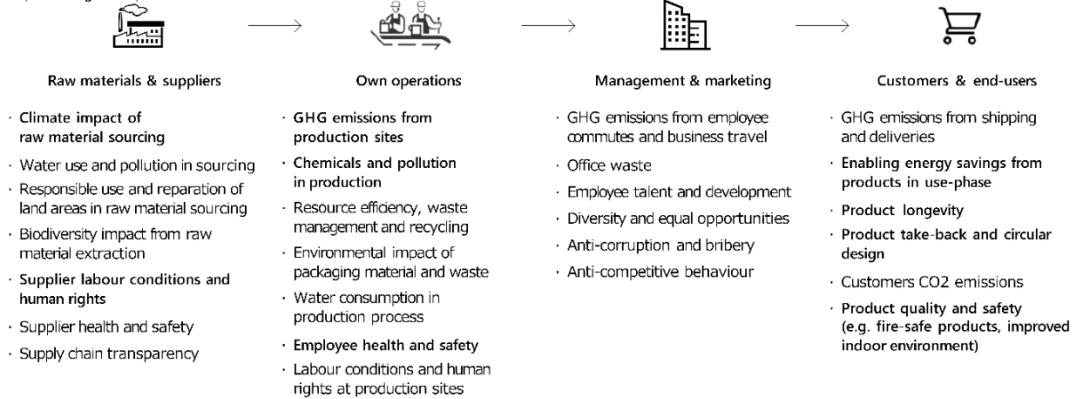 Raw materials & suppliers
· Climate impact of
raw material sourcing
· Water use and pollution in sourcing
· Responsible use and reparation of
land areas in raw material sourcing
· Biodiversity impact from raw
material extraction
· Supplier labour conditions and
human rights
· Supplier health and safety
· Supply chain transparency
Own operations
· GHG emissions from
production sites
· Chemicals and pollution
in production
· Resource efficiency, waste
management and recycling
· Environmental impact of
packaging material and waste
· Water consumption in
production process
· Employee health and safety
· Labour conditions and human
rights at production sites
Management & marketing
· GHG emissions from employee
commutes and business travel
· Office waste
· Employee talent and development
· Diversity and equal opportunities
· Anti-corruption and bribery
· Anti-competitive behaviour
Customers & end-users
· GHG emissions from shipping
and deliveries
· Enabling energy savings from
products in use-phase
· Product longevity
· Product take-back and circular
design
· Customers CO2 emissions
· Product quality and safety
(e.g. fire-safe products, improved
indoor environment)